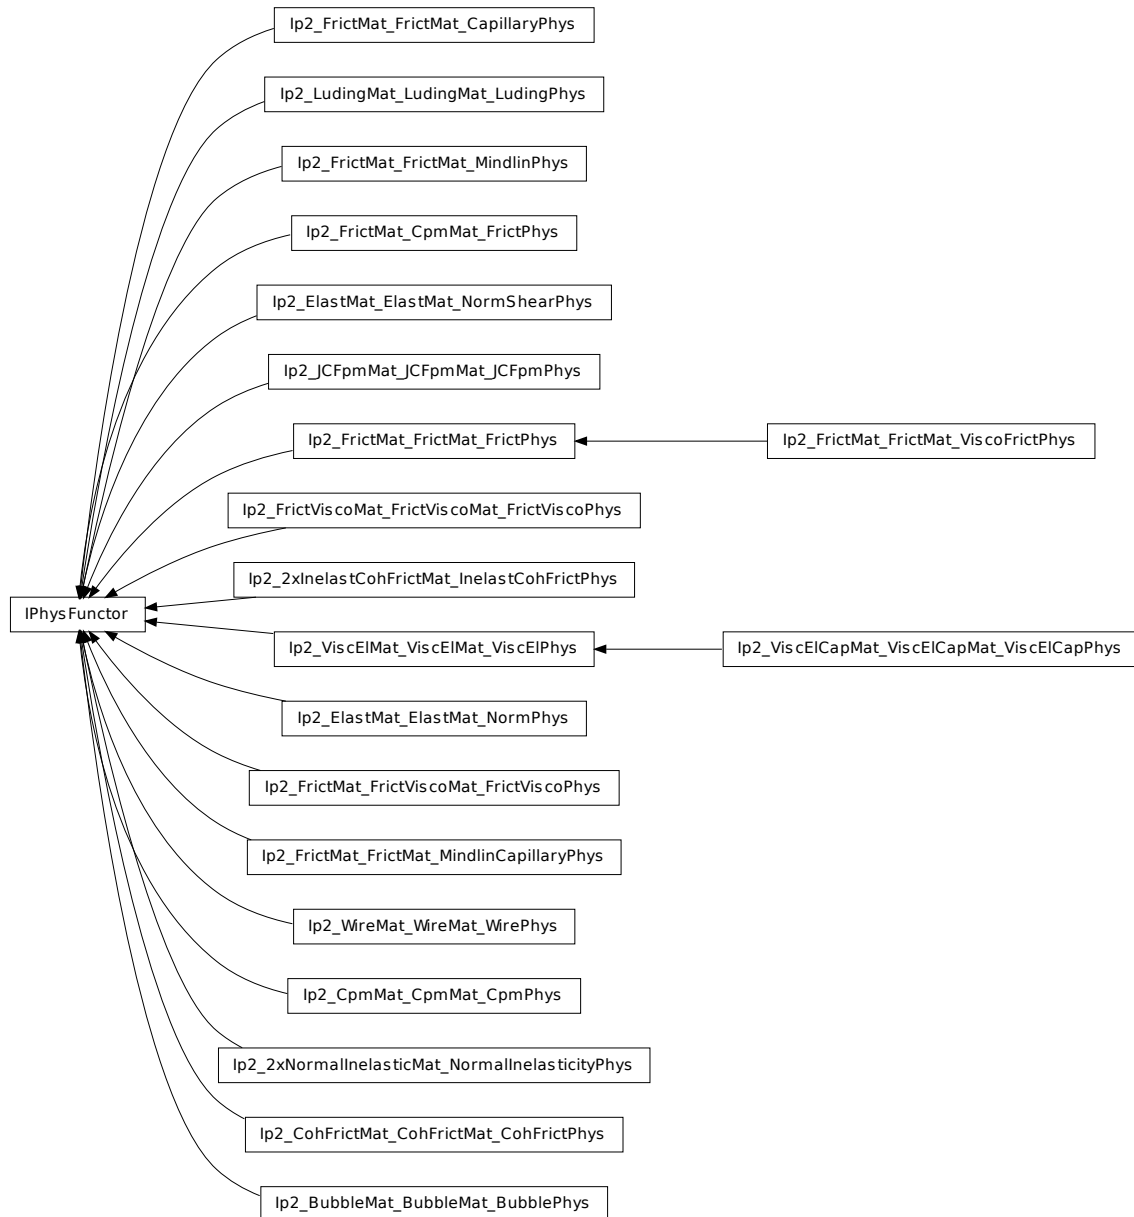 Ip2_FrictMat_FrictMat_CapillaryPhys
Ip2_LudingMat_LudingMat_LudingPhys
Ip2_FrictMat_FrictMat_MindlinPhys
Ip2_FrictMat_CpmMat_FrictPhys
Ip2_ElastMat_ElastMat_NormShearPhys
Ip2_JCFpmMat_JCFpmMat_JCFpmPhys
Ip2_FrictMat_FrictMat_FrictPhys
Ip2_FrictMat_FrictMat_ViscoFrictPhys
Ip2_FrictViscoMat_FrictViscoMat_FrictViscoPhys
Ip2_2xInelastCohFrictMat_InelastCohFrictPhys
IPhysFunctor
Ip2_ViscElMat_ViscElMat_ViscElPhys
Ip2_ViscElCapMat_ViscElCapMat_ViscElCapPhys
Ip2_ElastMat_ElastMat_NormPhys
Ip2_FrictMat_FrictViscoMat_FrictViscoPhys
Ip2_FrictMat_FrictMat_MindlinCapillaryPhys
Ip2_WireMat_WireMat_WirePhys
Ip2_CpmMat_CpmMat_CpmPhys
Ip2_2xNormalInelasticMat_NormalInelasticityPhys
Ip2_CohFrictMat_CohFrictMat_CohFrictPhys
Ip2_BubbleMat_BubbleMat_BubblePhys